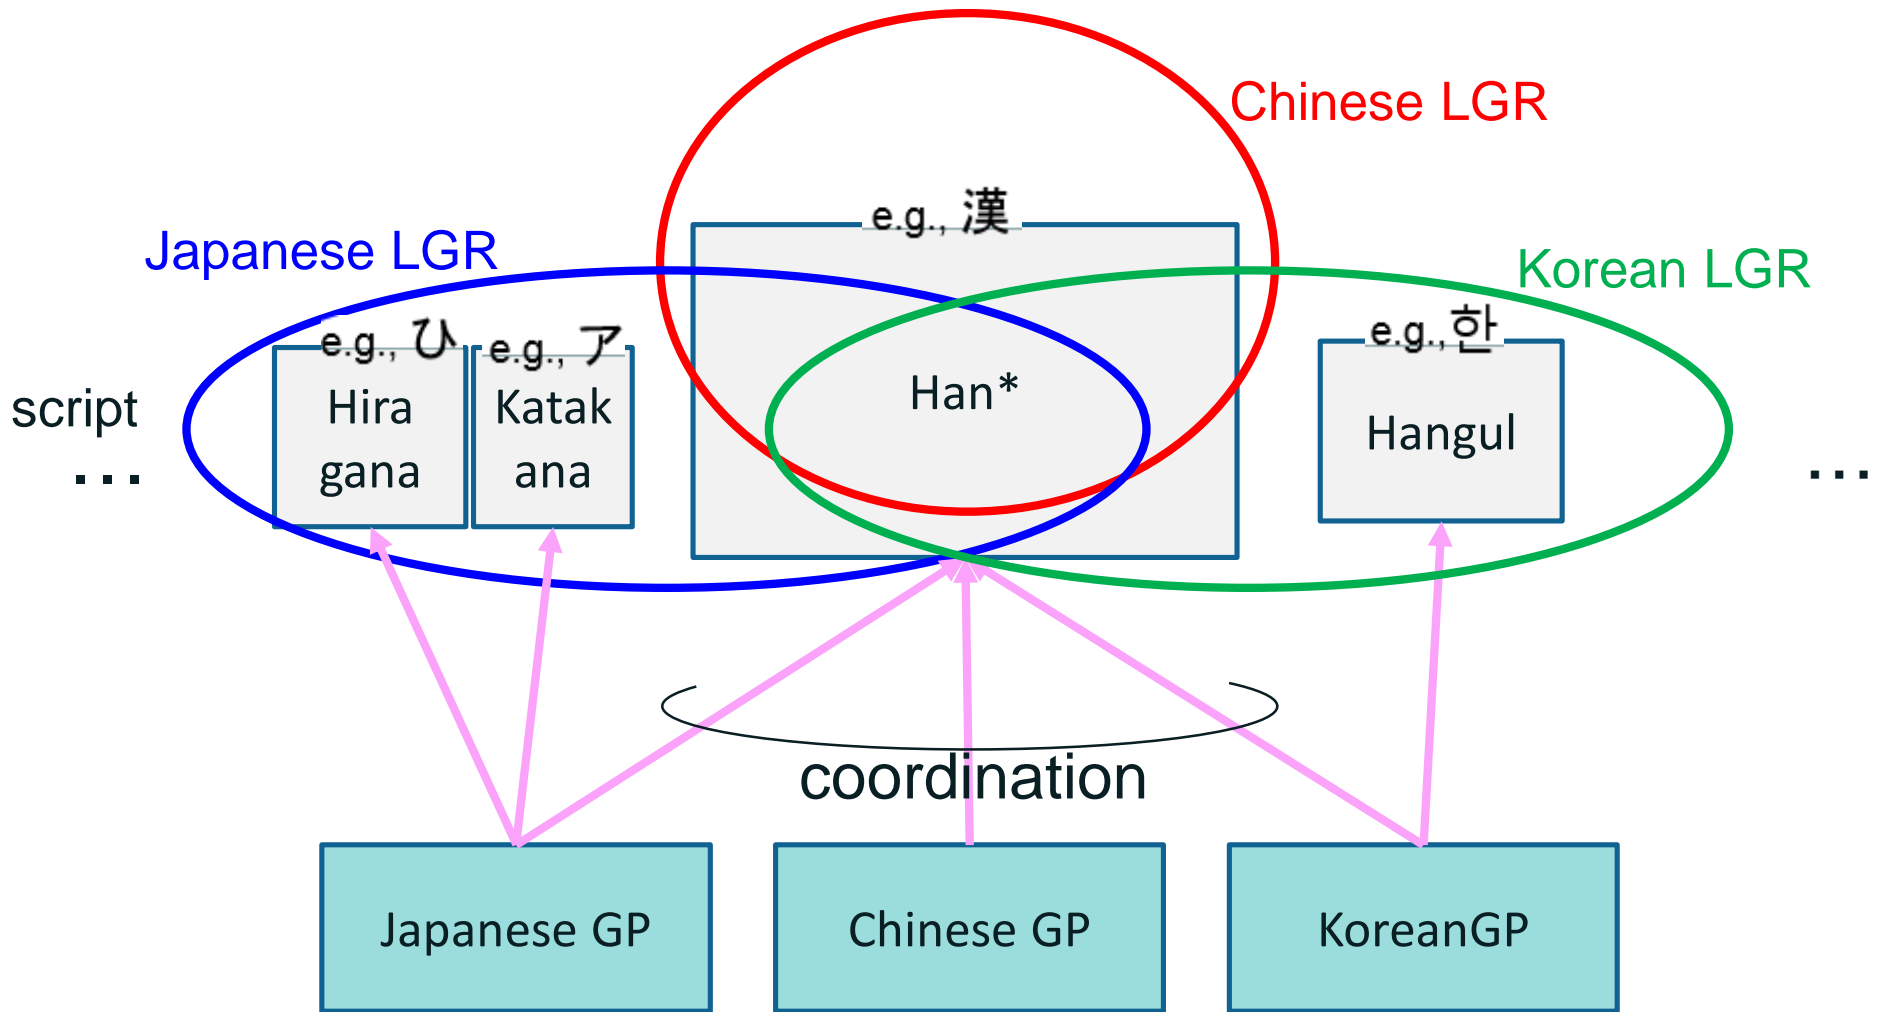 Chinese LGR
e.g., 漢
Japanese LGR
Korean LGR
e.g., ひ
e.g., ア
e.g., 한
script
...
Hira
gana
Katak
ana
Han*
Hangul
...
coordination
Japanese GP
Chinese GP
KoreanGP